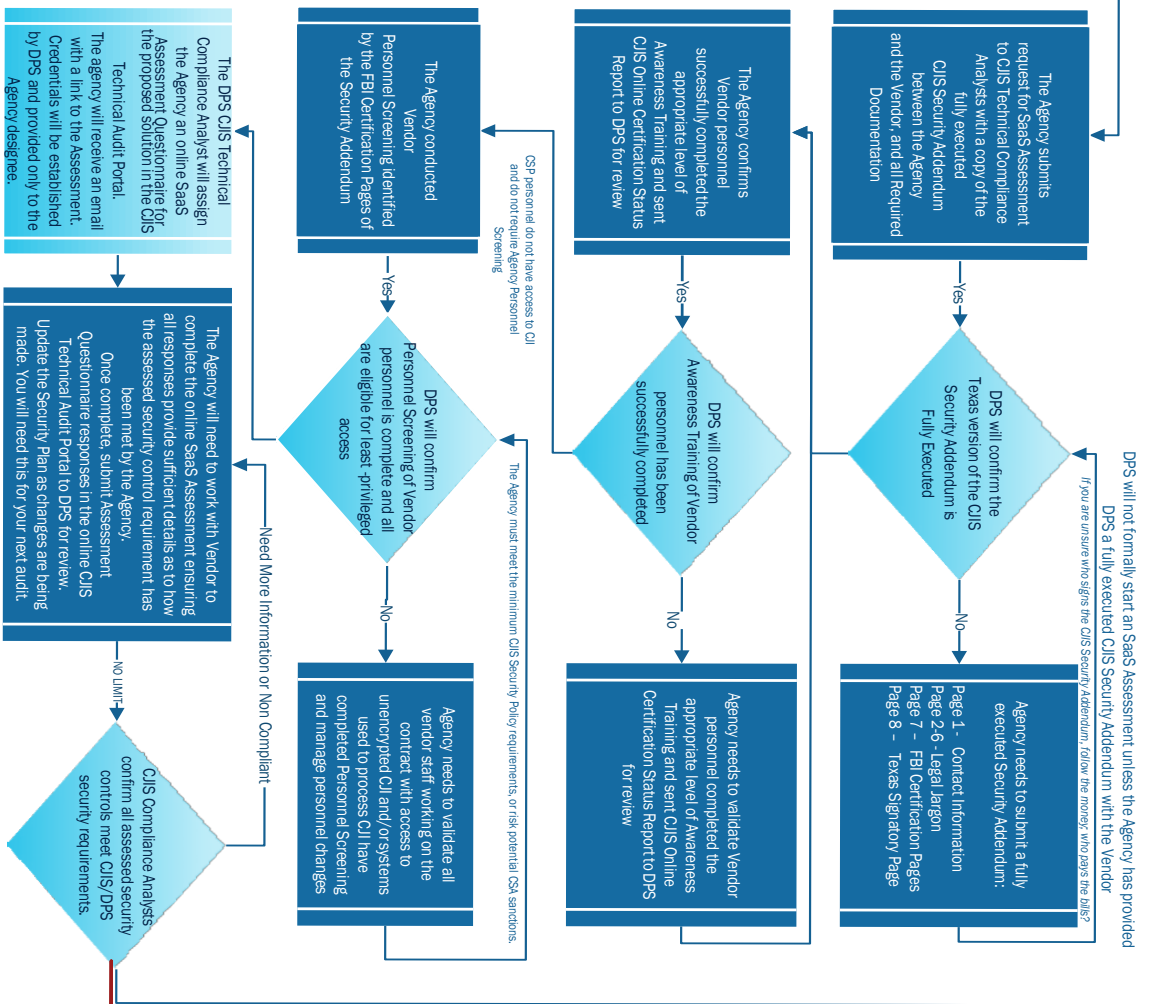 DPS will not formally start an SaaS Assessment unless the Agency has provided
DPS a fully executed CJIS Security Addendum with the Vendor
If you are unsure who signs the CJIS Security Addendum, follow the money, who pays the bills?
The Agency submits
request for SaaS Assessment
to CJIS Technical Compliance
Analysts with a copy of the
fully executed
CJIS Security Addendum
between the Agency
and the Vendor, and all Required
Documentation
Yes
DPS will confirm the
Texas version of the CJIS
Security Addendum is
Fully Executed
No
Agency needs to submit a fully
executed Security Addendum:
Page 1- Contact Information
Page 2-6 - Legal Jargon
Page 7 – FBI Certification Pages
Page 8 – Texas Signatory Page
The Agency confirms
Vendor personnel
successfully completed the
appropriate level of
Awareness Training and sent
CJIS Online Certification Status
Report to DPS for review
Yes
DPS will confirm
Awareness Training of Vendor
personnel has been
successfully completed
No
Agency needs to validate Vendor
personnel completed the
appropriate level of Awareness
Training and sent CJIS Online
Certification Status Report to DPS
for review
CSP personnel do not have access to CJI
and do not require Agency Personnel
Screening
The Agency conducted
Vendor
Personnel Screening identified
by the FBI Certification Pages of
the Security Addendum
Yes
DPS will confirm
Personnel Screening of Vendor
personnel is complete and all
are eligible for least -privileged
access
The Agency must meet the minimum CJIS Security Policy requirements, or risk potential CSA sanctions.
No
Agency needs to validate all
vendor staff working on the
contract with access to
unencrypted CJI and/or systems
used to process CJI have
completed Personnel Screening
and manage personnel changes
The DPS CJIS Technical
Compliance Analyst will assign
the Agency an online SaaS
Assessment Questionnaire for
the proposed solution in the CJIS
Technical Audit Portal.
The agency will receive an email
with a link to the Assessment.
Credentials will be established
by DPS and provided only to the
Agency designee.
The Agency will need to work with Vendor to
complete the online SaaS Assessment ensuring
all responses provide sufficient details as to how
the assessed security control requirement has
been met by the Agency.
Once complete, submit Assessment
Questionnaire responses in the online CJIS
Technical Audit Portal to DPS for review.
Update the Security Plan as changes are being
made. You will need this for your next audit.
Need More Information or Non Compliant
NO LIMIT
CJIS Compliance Analysts
confirm all assessed security
controls meet CJIS/DPS
security requirements.